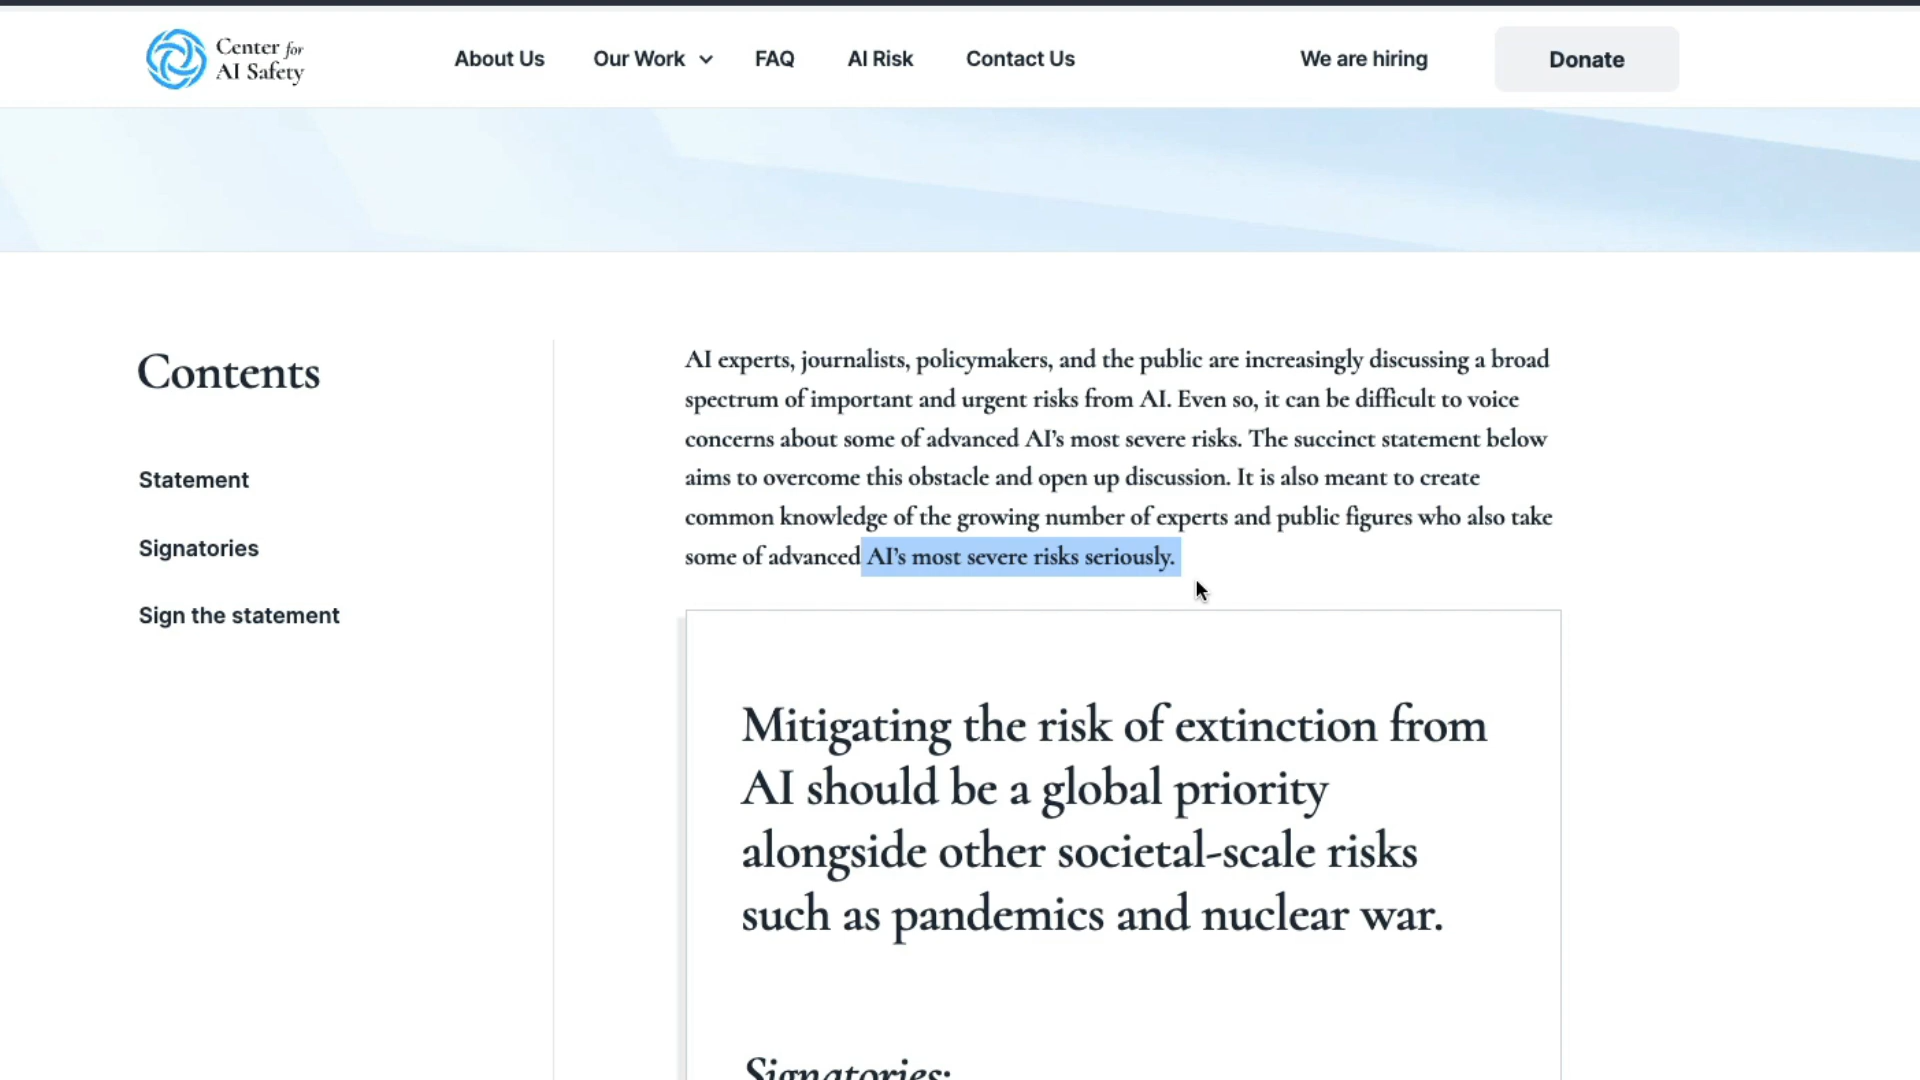 Center for
AI Safety
About Us
Our Work
FAQ
AI Risk
Contact Us
We are hiring
Donate
Contents
Statement
Signatories
Sign the statement
AI experts, journalists, policymakers, and the public are increasingly discussing a broad
spectrum of important and urgent risks from AI. Even so, it can be difficult to voice
concerns about some of advanced AI’s most severe risks. The succinct statement below
aims to overcome this obstacle and open up discussion. It is also meant to create
common knowledge of the growing number of experts and public figures who also take
some of advanced AI’s most severe risks seriously.
Mitigating the risk of extinction from
AI should be a global priority
alongside other societal-scale risks
such as pandemics and nuclear war.
Signatories: